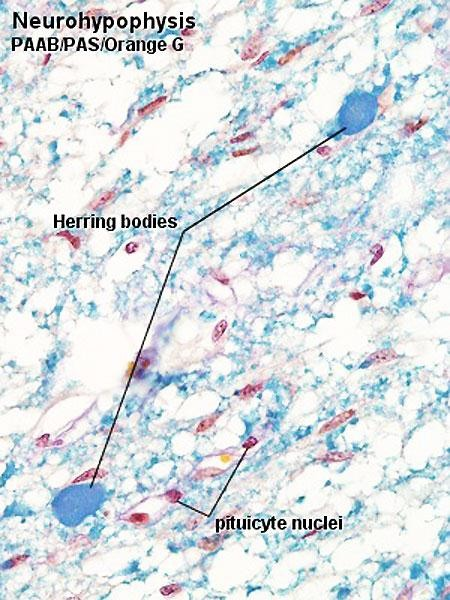 Neurohypophysis
PAAB/PAS/Orange G
Herring bodies
pituicyte nuclei